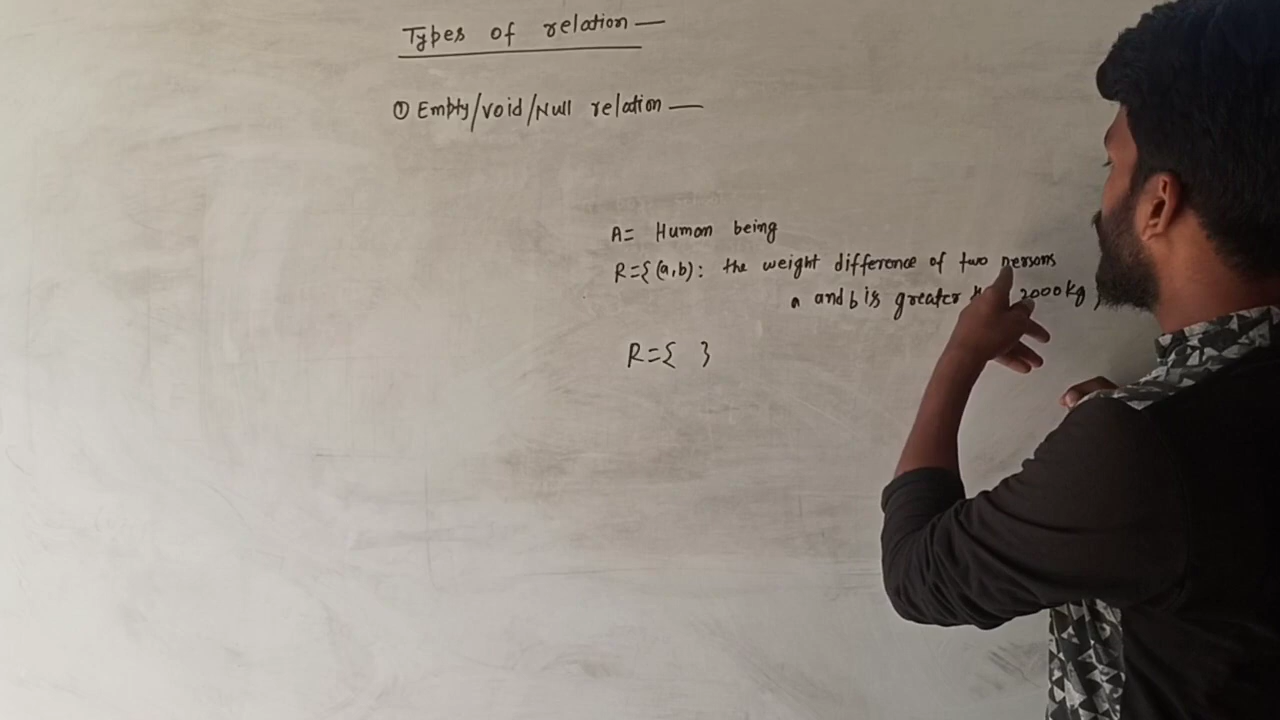 Types of relation —
① Empty/void/Null relation —
A= Human being
R={(a,b): the weight difference of two persons
a and b is greater 2000kg }
R={ }